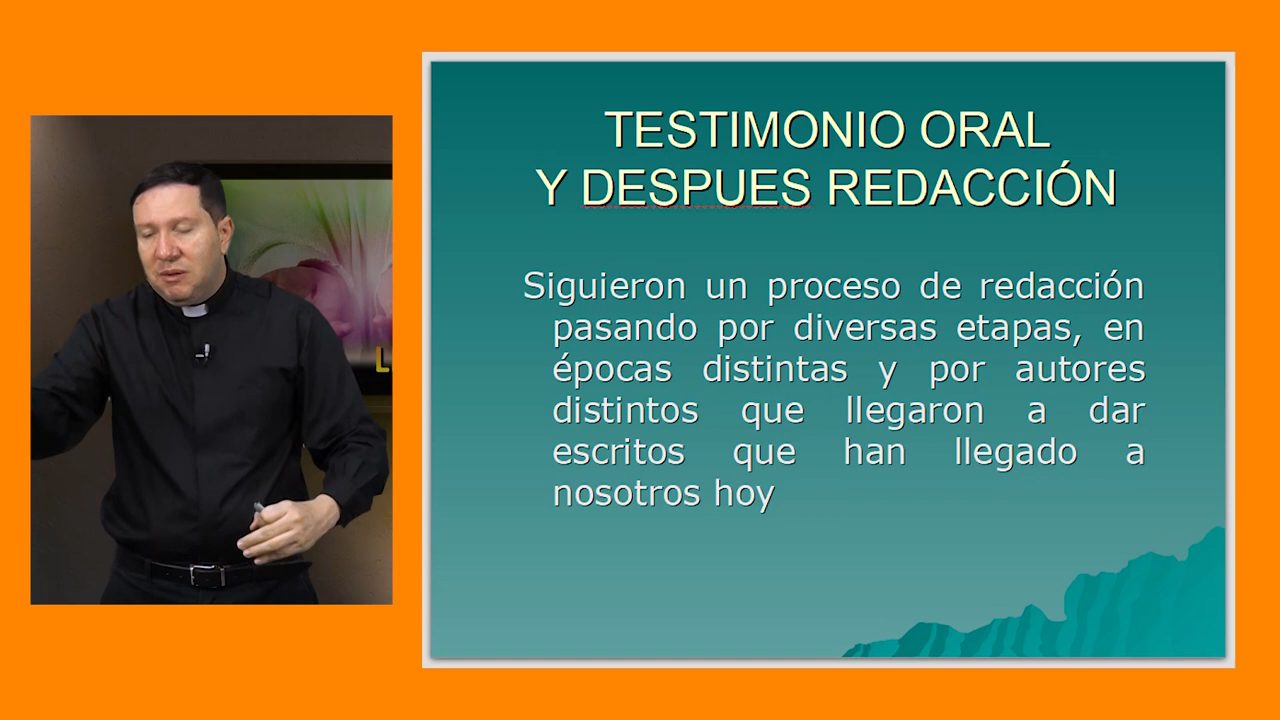 TESTIMONIO ORAL
Y DESPUES REDACCIÓN
Siguieron un proceso de redacción
pasando por diversas etapas, en
épocas distintas y por autores
distintos que llegaron a dar
escritos que han llegado a
nosotros hoy
L